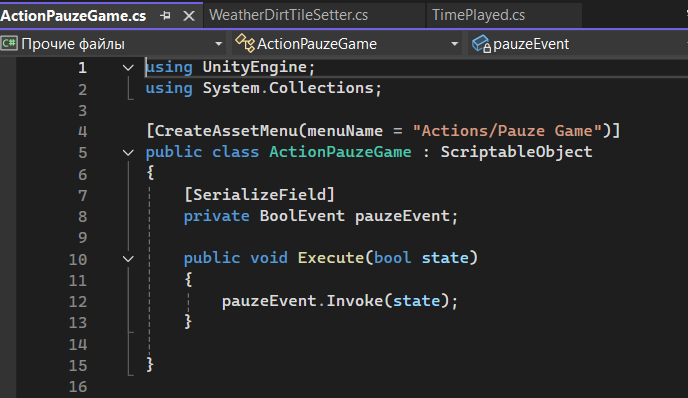 ActionPauzeGame.cs WeatherDirtTileSetter.cs TimePlayed.cs
C# Прочие файлы ActionPauzeGame pauzeEvent
1 using UnityEngine;
2 using System.Collections;
3
4 [CreateAssetMenu(menuName = "Actions/Pauze Game")]
5 public class ActionPauzeGame : ScriptableObject
6 {
7 [SerializeField]
8 private BoolEvent pauzeEvent;
9
10 public void Execute(bool state)
11 {
12 pauzeEvent.Invoke(state);
13 }
14
15 }
16